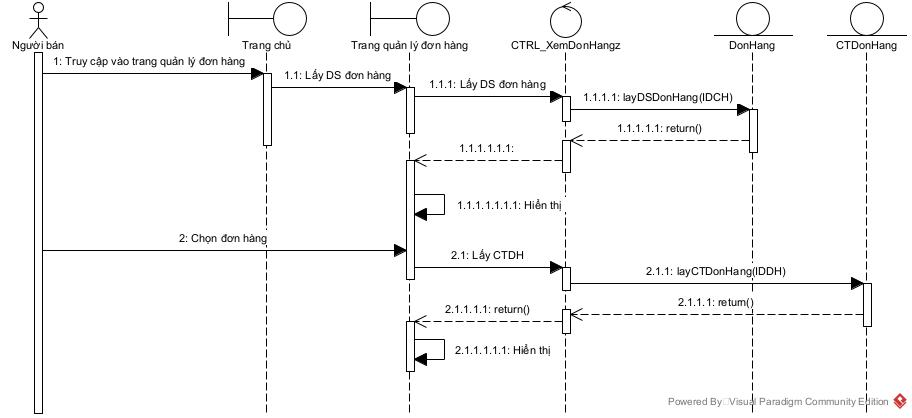 Người bán
Trang chủ
Trang quản lý đơn hàng
CTRL_XemDonHangz
DonHang
CTDonHang
1: Truy cập vào trang quản lý đơn hàng
1.1: Lấy DS đơn hàng
1.1.1: Lấy DS đơn hàng
1.1.1.1: layDSDonHang(IDCH)
1.1.1.1.1: return()
1.1.1.1.1.1:
1.1.1.1.1.1.1: Hiển thị
2: Chọn đơn hàng
2.1: Lấy CTDH
2.1.1: layCTDonHang(IDDH)
2.1.1.1: return()
2.1.1.1.1: return()
2.1.1.1.1.1: Hiển thị
Powered By Visual Paradigm Community Edition